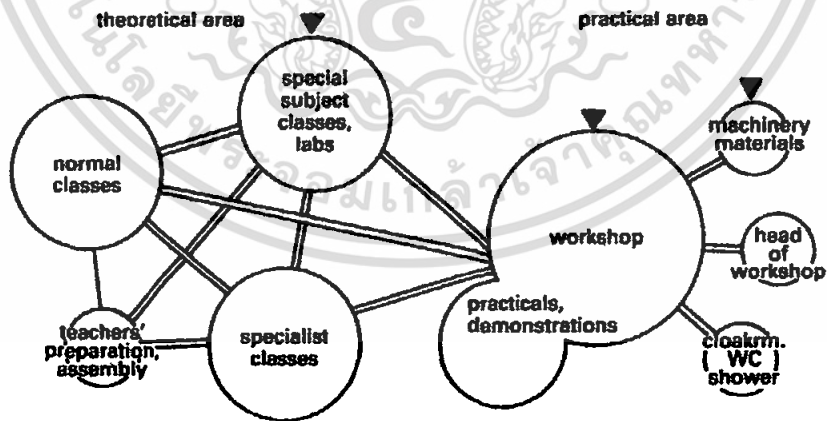 theoretical area
practical area
special
subject
classes,
labs
normal
classes
teachers'
preparation,
assembly
specialist
classes
workshop
practicals,
demonstrations
machinery
materials
head
of
workshop
cloakrm.
WC
shower